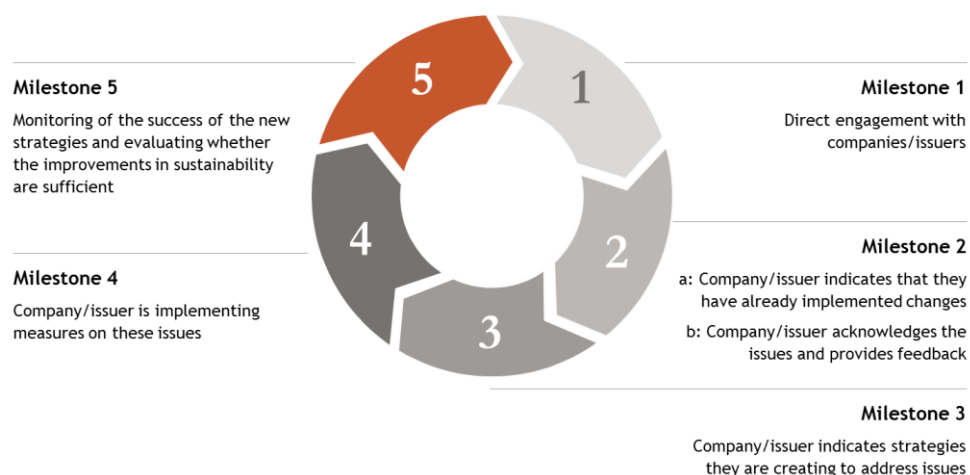 5
1
Milestone 5
Monitoring of the success of the new
strategies and evaluating whether
the improvements in sustainability
are sufficient
Milestone 1
Direct engagement with
companies/issuers
4
2
Milestone 4
Company/issuer is implementing
measures on these issues
Milestone 2
a: Company/issuer indicates that they
have already implemented changes
b: Company/issuer acknowledges the
issues and provides feedback
3
Milestone 3
Company/issuer indicates strategies
they are creating to address issues